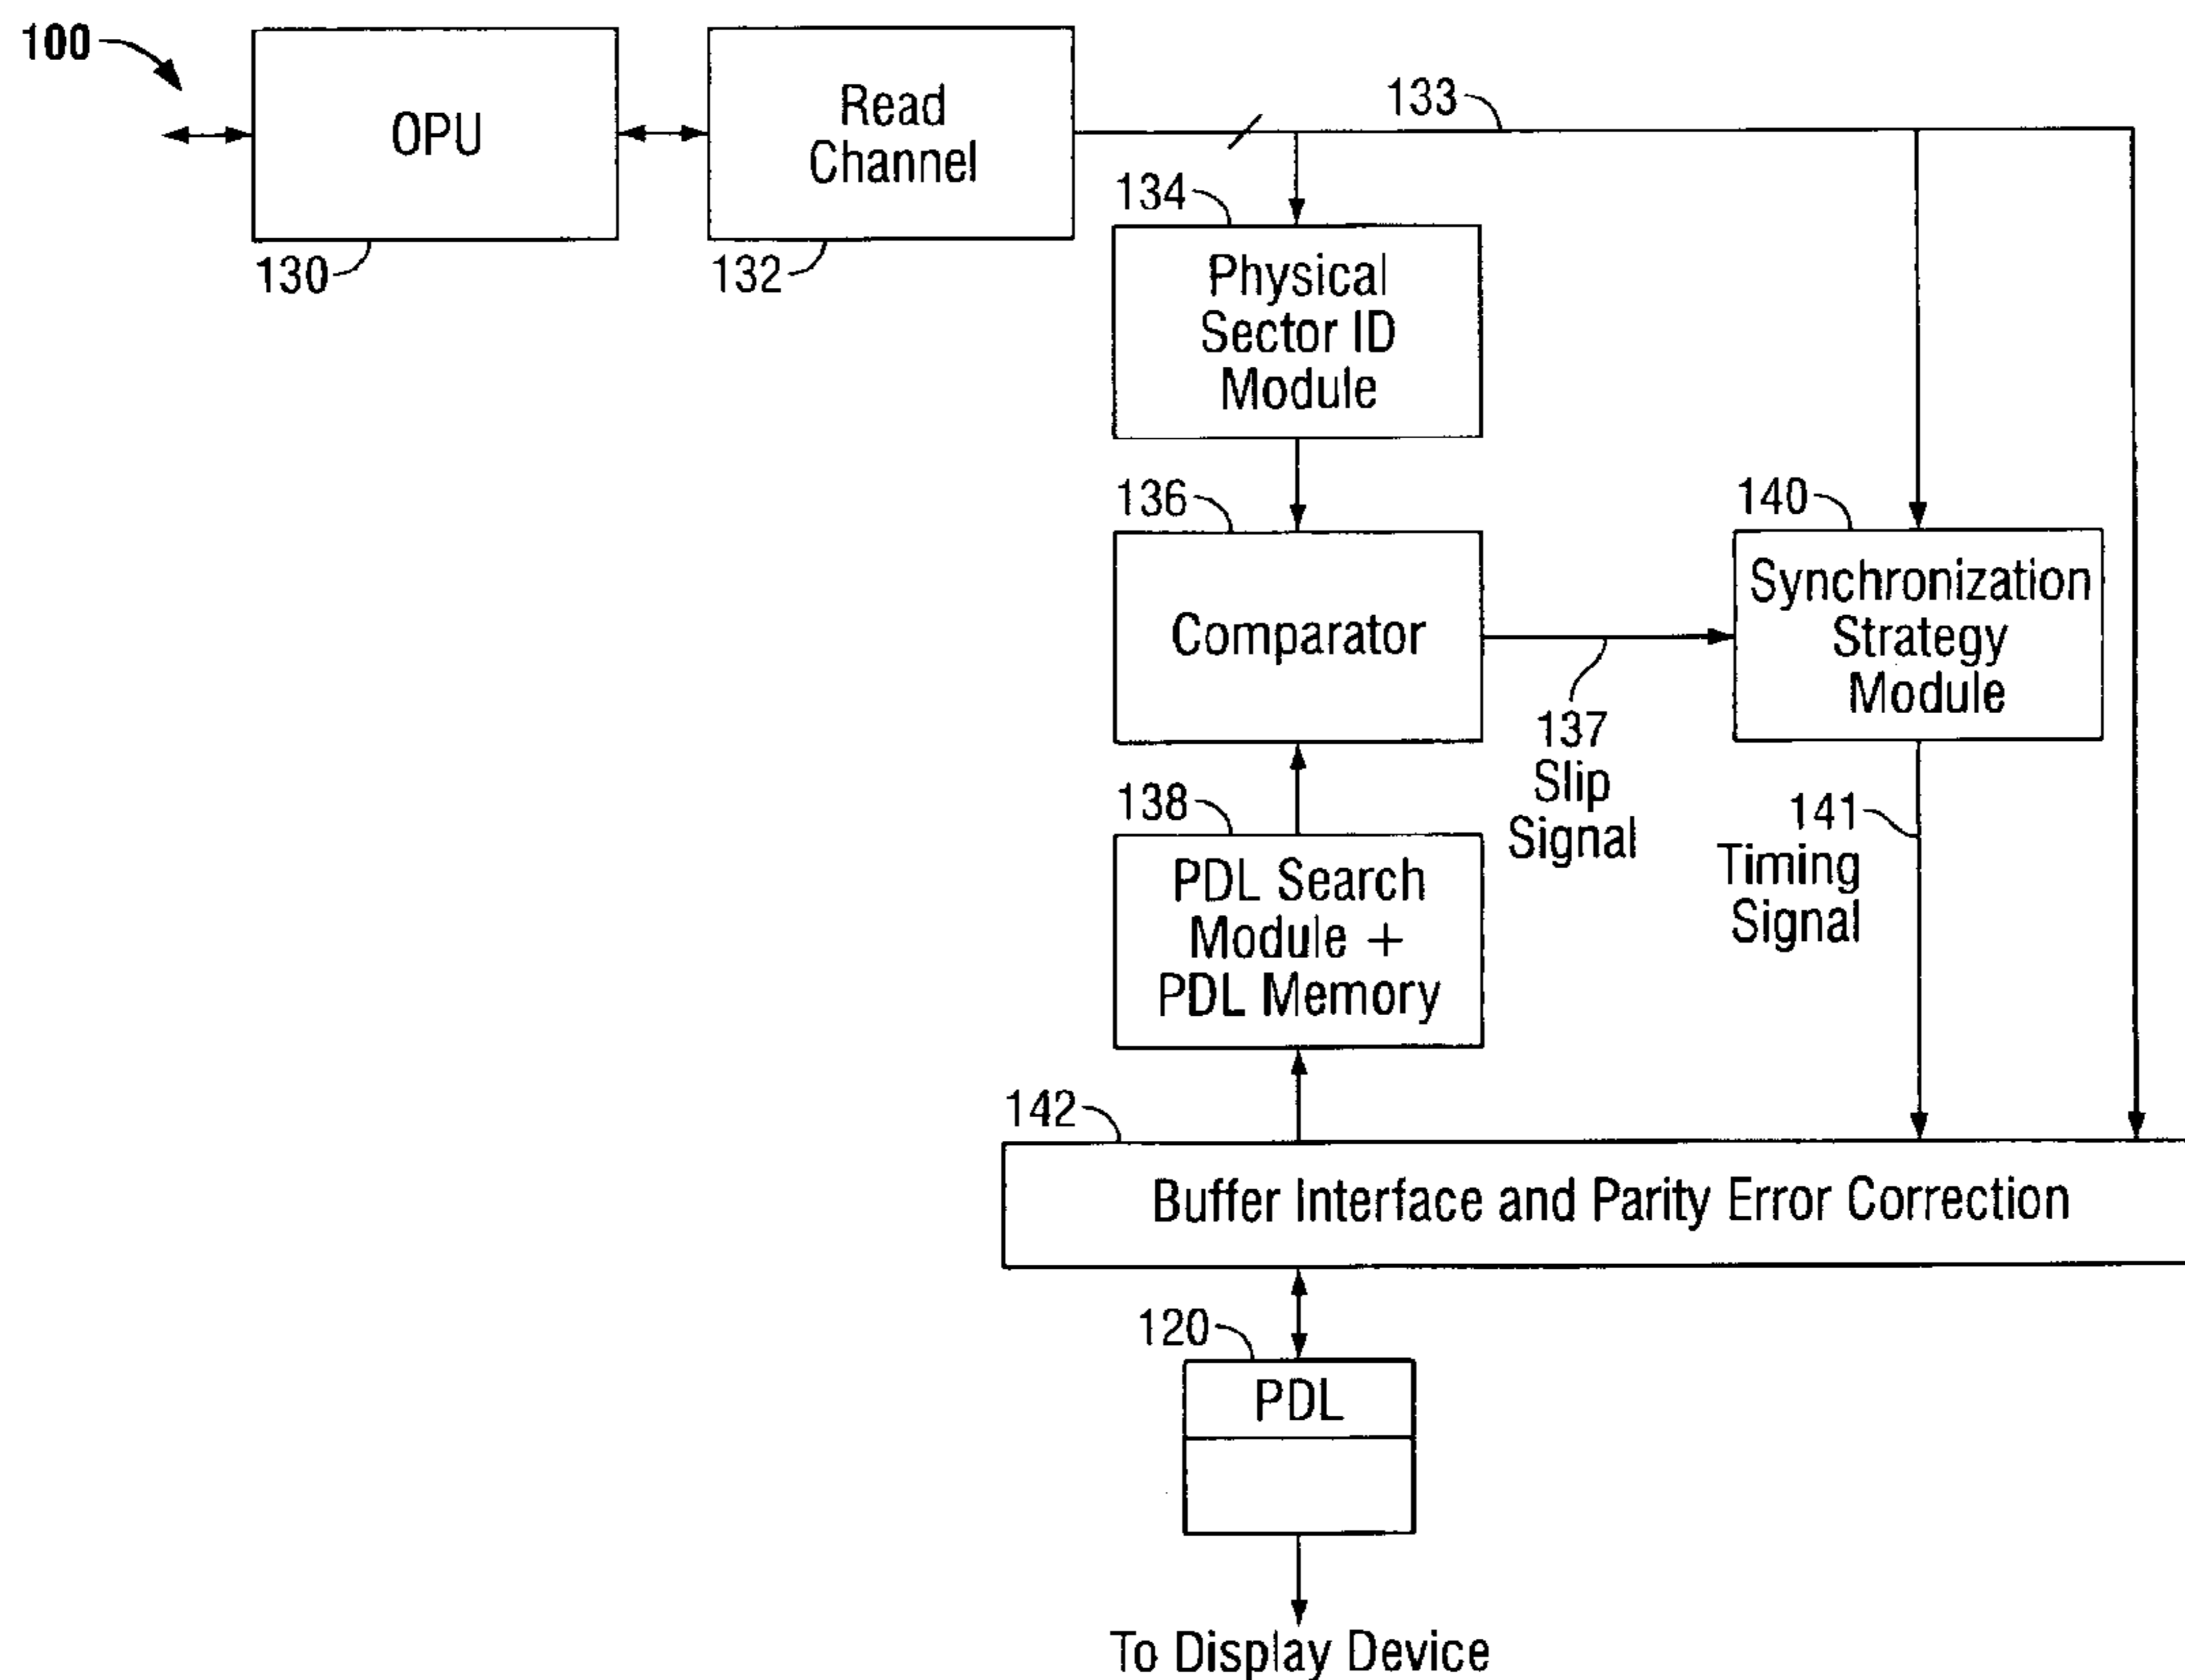 100
OPU
130
Read
Channel
132
133
134
Physical
Sector ID
Module
136
Comparator
137
Slip
Signal
140
Synchronization
Strategy
Module
138
PDL Search
Module +
PDL Memory
141
Timing
Signal
142
Buffer Interface and Parity Error Correction
120
PDL
To Display Device